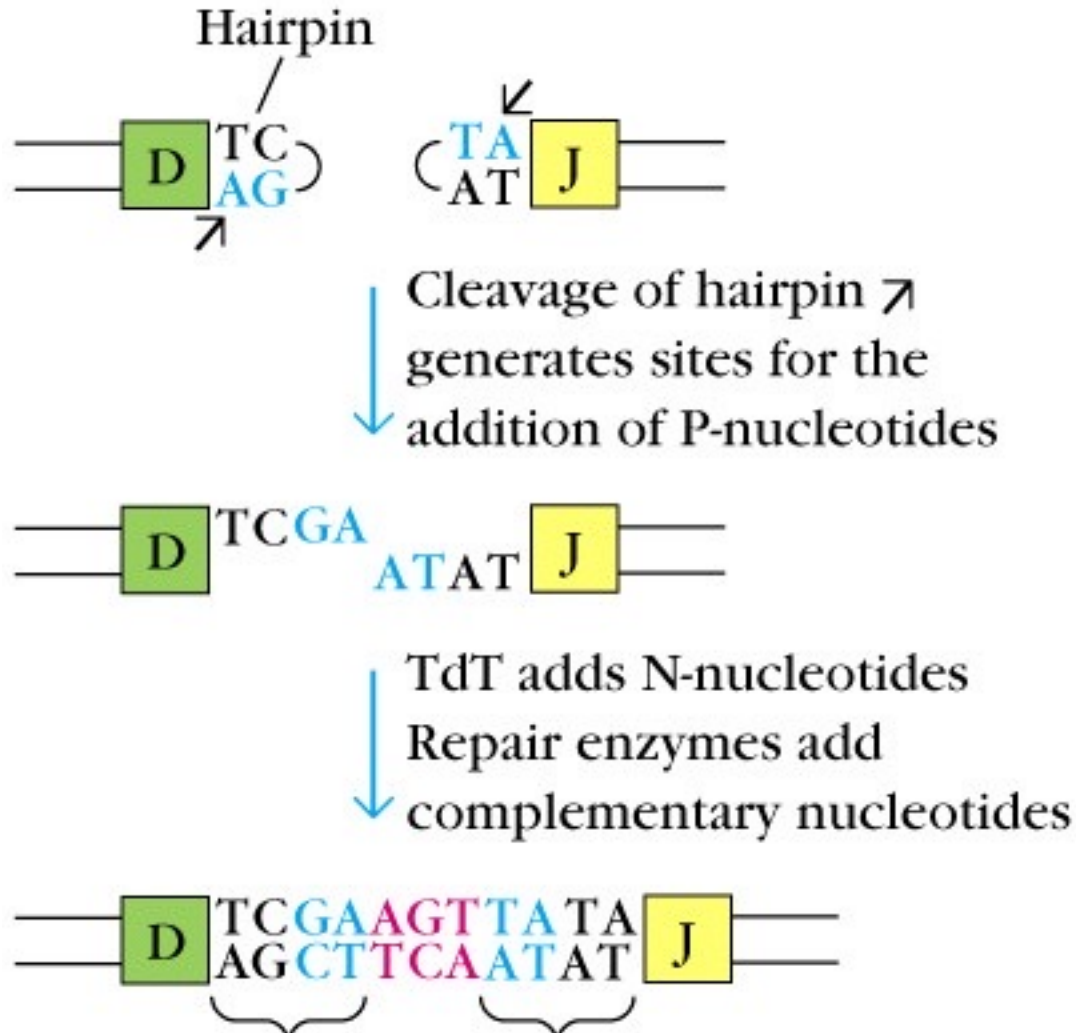 Hairpin
D TC TA J
AG AT
Cleavage of hairpin
generates sites for the
addition of P-nucleotides
D TCGA J
ATAT
TdT adds N-nucleotides
Repair enzymes add
complementary nucleotides
D TCGAAGTTATA J
AGCTTCAATAT